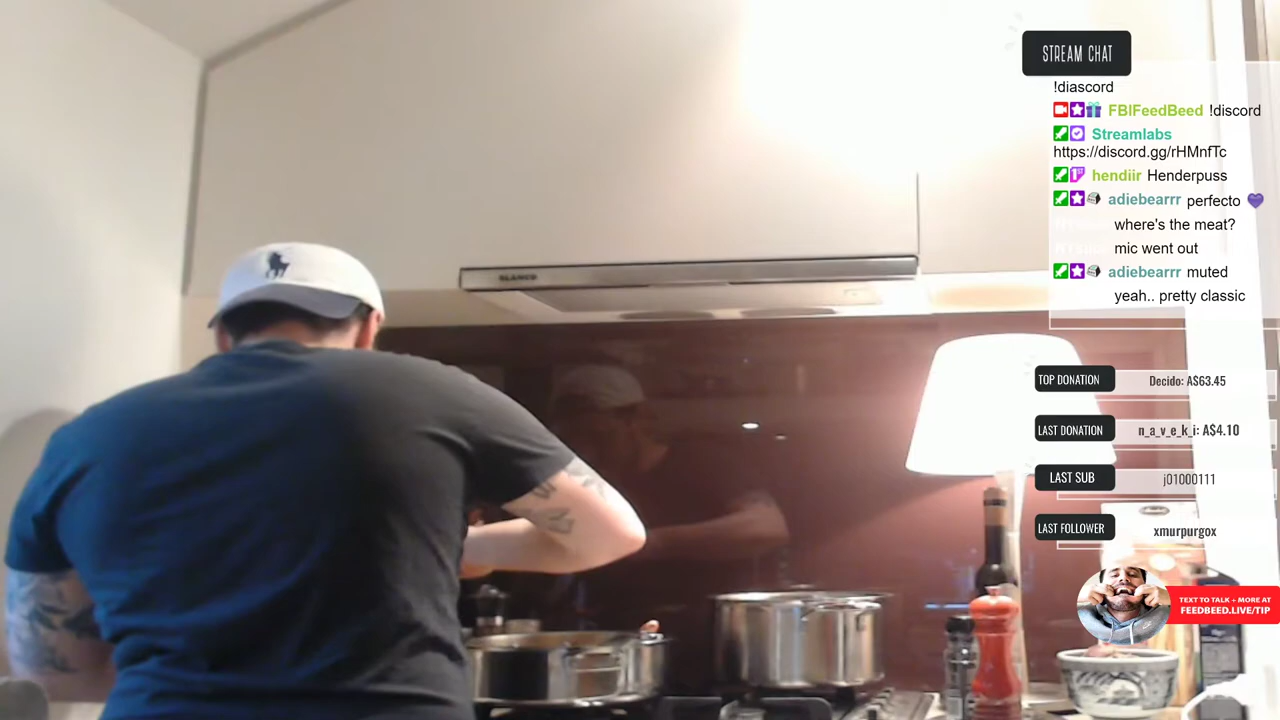 STREAM CHAT
!diascord
FBIFeedBeed !discord
Streamlabs
https://discord.gg/rHMnfTc
hendiir Henderpuss
adiebearrr perfecto
where's the meat?
mic went out
adiebearrr muted
yeah.. pretty classic
BLANCO
TOP DONATION Decido: A$63.45
LAST DONATION n_a_v_e_k_i: A$4.10
LAST SUB j01000111
LAST FOLLOWER xmurpurgox
TEXT TO TALK + MORE AT
FEEDBEED.LIVE/TIP